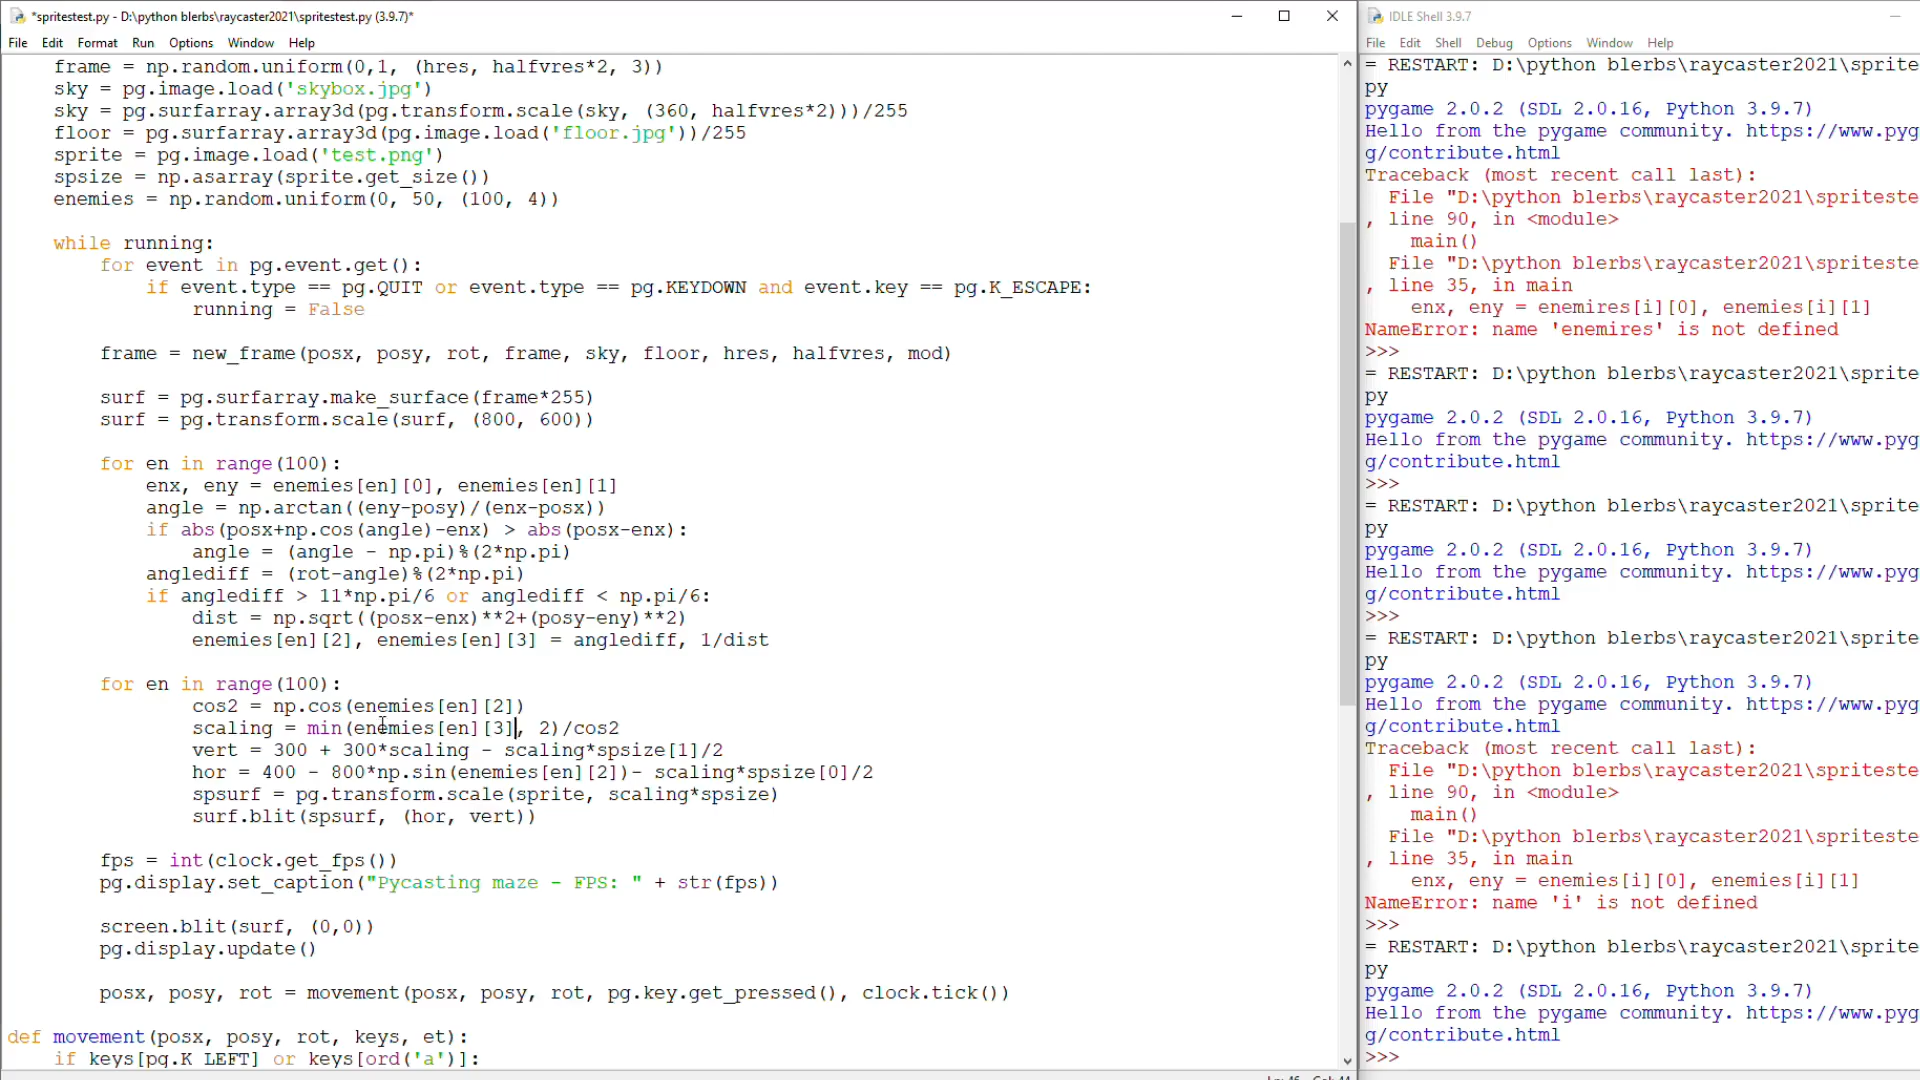 *spritestest.py - D:\python blerbs\raycaster2021\spritestest.py (3.9.7)*
File Edit Format Run Options Window Help
frame = np.random.uniform(0,1, (hres, halfvres*2, 3))
sky = pg.image.load('skybox.jpg')
sky = pg.surfarray.array3d(pg.transform.scale(sky, (360, halfvres*2)))/255
floor = pg.surfarray.array3d(pg.image.load('floor.jpg'))/255
sprite = pg.image.load('test.png')
spsize = np.asarray(sprite.get_size())
enemies = np.random.uniform(0, 50, (100, 4))
while running:
for event in pg.event.get():
if event.type == pg.QUIT or event.type == pg.KEYDOWN and event.key == pg.K_ESCAPE:
running = False
frame = new_frame(posx, posy, rot, frame, sky, floor, hres, halfvres, mod)
surf = pg.surfarray.make_surface(frame*255)
surf = pg.transform.scale(surf, (800, 600))
for en in range(100):
enx, eny = enemies[en][0], enemies[en][1]
angle = np.arctan((eny-posy)/(enx-posx))
if abs(posx+np.cos(angle)-enx) > abs(posx-enx):
angle = (angle - np.pi)%(2*np.pi)
anglediff = (rot-angle)%(2*np.pi)
if anglediff > 11*np.pi/6 or anglediff < np.pi/6:
dist = np.sqrt((posx-enx)**2+(posy-eny)**2)
enemies[en][2], enemies[en][3] = anglediff, 1/dist
for en in range(100):
cos2 = np.cos(enemies[en][2])
scaling = min(enemies[en][3], 2)/cos2
vert = 300 + 300*scaling - scaling*spsize[1]/2
hor = 400 - 800*np.sin(enemies[en][2])- scaling*spsize[0]/2
spsurf = pg.transform.scale(sprite, scaling*spsize)
surf.blit(spsurf, (hor, vert))
fps = int(clock.get_fps())
pg.display.set_caption("Pycasting maze - FPS: " + str(fps))
screen.blit(surf, (0,0))
pg.display.update()
posx, posy, rot = movement(posx, posy, rot, pg.key.get_pressed(), clock.tick())
def movement(posx, posy, rot, keys, et):
if keys[pg.K_LEFT] or keys[ord('a')]:
IDLE Shell 3.9.7
File Edit Shell Debug Options Window Help
= RESTART: D:\python blerbs\raycaster2021\sprite
py
pygame 2.0.2 (SDL 2.0.16, Python 3.9.7)
Hello from the pygame community. https://www.pyg
g/contribute.html
Traceback (most recent call last):
File "D:\python blerbs\raycaster2021\spriteste
, line 90, in <module>
main()
File "D:\python blerbs\raycaster2021\spriteste
, line 35, in main
enx, eny = enemires[i][0], enemies[i][1]
NameError: name 'enemires' is not defined
>>>
= RESTART: D:\python blerbs\raycaster2021\sprite
py
pygame 2.0.2 (SDL 2.0.16, Python 3.9.7)
Hello from the pygame community. https://www.pyg
g/contribute.html
>>>
= RESTART: D:\python blerbs\raycaster2021\sprite
py
pygame 2.0.2 (SDL 2.0.16, Python 3.9.7)
Hello from the pygame community. https://www.pyg
g/contribute.html
>>>
= RESTART: D:\python blerbs\raycaster2021\sprite
py
pygame 2.0.2 (SDL 2.0.16, Python 3.9.7)
Hello from the pygame community. https://www.pyg
g/contribute.html
Traceback (most recent call last):
File "D:\python blerbs\raycaster2021\spriteste
, line 90, in <module>
main()
File "D:\python blerbs\raycaster2021\spriteste
, line 35, in main
enx, eny = enemies[i][0], enemies[i][1]
NameError: name 'i' is not defined
>>>
= RESTART: D:\python blerbs\raycaster2021\sprite
py
pygame 2.0.2 (SDL 2.0.16, Python 3.9.7)
Hello from the pygame community. https://www.pyg
g/contribute.html
>>>